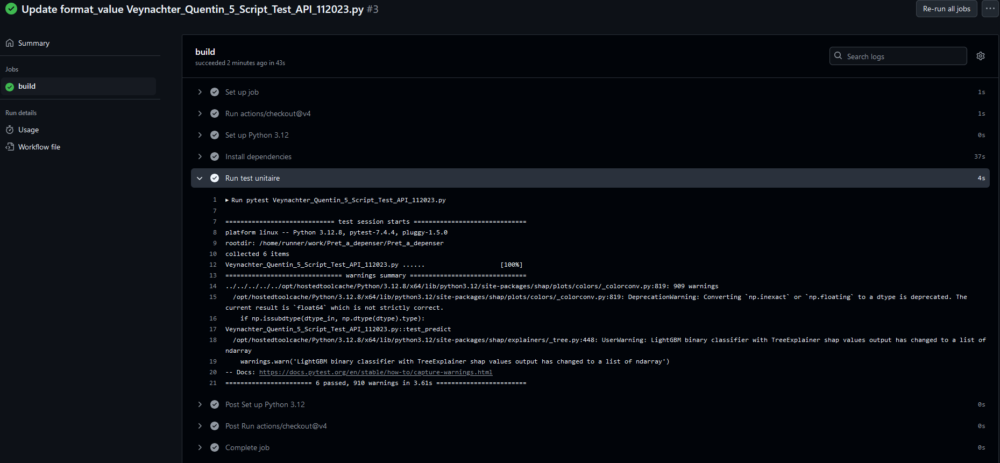 Update format_value Veynachter_Quentin_5_Script_Test_API_112023.py #3
Re-run all jobs
Summary
Jobs
build
Run details
Usage
Workflow file
build
succeeded 2 minutes ago in 43s
Search logs
Set up job 1s
Run actions/checkout@v4 1s
Set up Python 3.12 0s
Install dependencies 37s
Run test unitaire 4s
1 Run pytest Veynachter_Quentin_5_Script_Test_API_112023.py
7
7 ============================= test session starts ==============================
8 platform linux -- Python 3.12.8, pytest-7.4.4, pluggy-1.5.0
9 rootdir: /home/runner/work/Pret_a_depenser/Pret_a_depenser
10 collected 6 items
12 Veynachter_Quentin_5_Script_Test_API_112023.py ...... [100%]
13 =============================== warnings summary ===============================
14 ../../../../../opt/hostedtoolcache/Python/3.12.8/x64/lib/python3.12/site-packages/shap/plots/colors/_colorconv.py:819: 909 warnings
15 /opt/hostedtoolcache/Python/3.12.8/x64/lib/python3.12/site-packages/shap/plots/colors/_colorconv.py:819: DeprecationWarning: Converting `np.inexact` or `np.floating` to a dtype is deprecated. The
current result is `float64` which is not strictly correct.
16 if np.issubdtype(dtype_in, np.dtype(dtype).type):
17 Veynachter_Quentin_5_Script_Test_API_112023.py::test_predict
18 /opt/hostedtoolcache/Python/3.12.8/x64/lib/python3.12/site-packages/shap/explainers/_tree.py:448: UserWarning: LightGBM binary classifier with TreeExplainer shap values output has changed to a list of
ndarray
19 warnings.warn('LightGBM binary classifier with TreeExplainer shap values output has changed to a list of ndarray')
20 -- Docs: https://docs.pytest.org/en/stable/how-to/capture-warnings.html
21 ======================= 6 passed, 910 warnings in 3.61s ========================
Post Set up Python 3.12 0s
Post Run actions/checkout@v4 0s
Complete job 0s